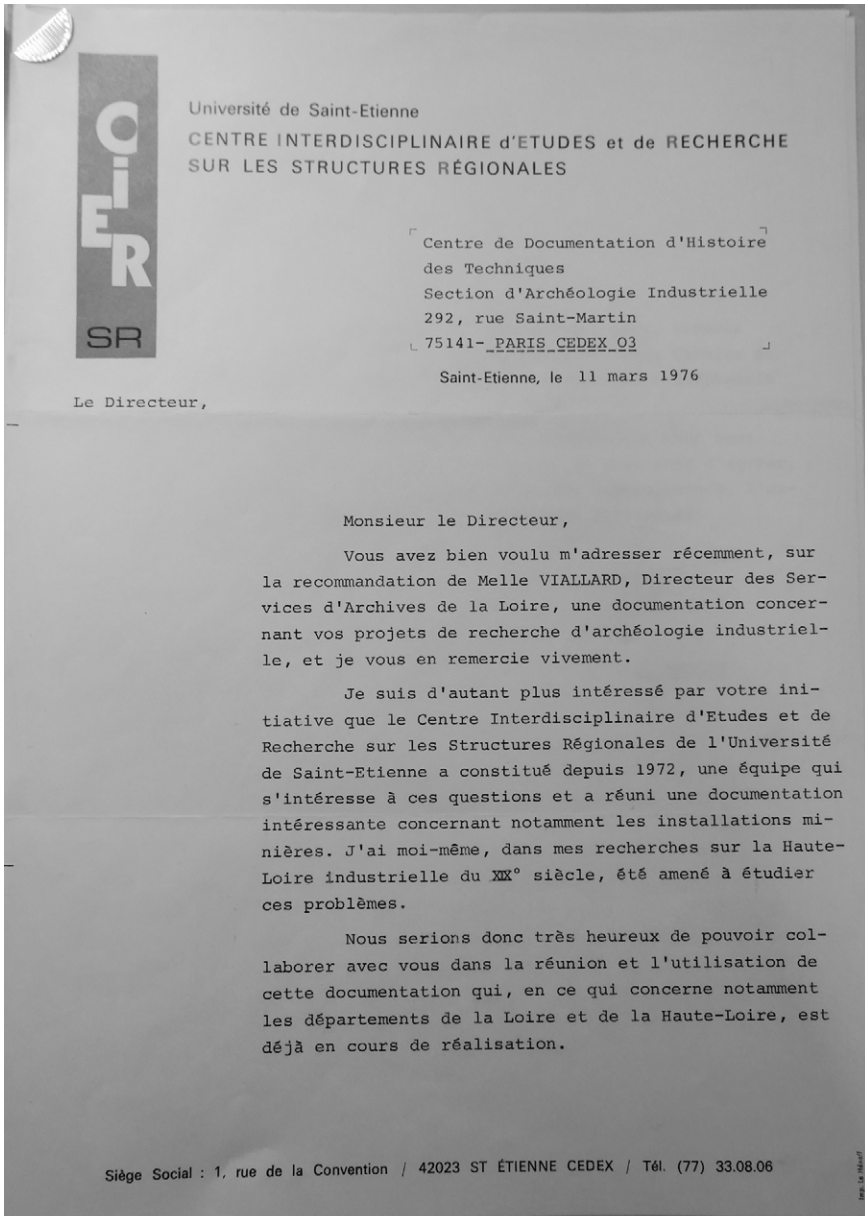 CiER
SR
Université de Saint-Etienne
CENTRE INTERDISCIPLINAIRE d'ETUDES et de RECHERCHE
SUR LES STRUCTURES RÉGIONALES
Centre de Documentation d'Histoire
des Techniques
Section d'Archéologie Industrielle
292, rue Saint-Martin
75141- PARIS CEDEX O3
Saint-Etienne, le 11 mars 1976
Le Directeur,
Monsieur le Directeur,
Vous avez bien voulu m'adresser récemment, sur
la recommandation de Melle VIALLARD, Directeur des Ser-
vices d'Archives de la Loire, une documentation concer-
nant vos projets de recherche d'archéologie industriel-
le, et je vous en remercie vivement.
Je suis d'autant plus intéressé par votre ini-
tiative que le Centre Interdisciplinaire d'Etudes et de
Recherche sur les Structures Régionales de l'Université
de Saint-Etienne a constitué depuis 1972, une équipe qui
s'intéresse à ces questions et a réuni une documentation
intéressante concernant notamment les installations mi-
nières. J'ai moi-même, dans mes recherches sur la Haute-
Loire industrielle du XIX° siècle, été amené à étudier
ces problèmes.
Nous serions donc très heureux de pouvoir col-
laborer avec vous dans la réunion et l'utilisation de
cette documentation qui, en ce qui concerne notamment
les départements de la Loire et de la Haute-Loire, est
déjà en cours de réalisation.
Siège Social : 1, rue de la Convention / 42023 ST ÉTIENNE CEDEX / Tél. (77) 33.08.06
Imp. Le Hénaff